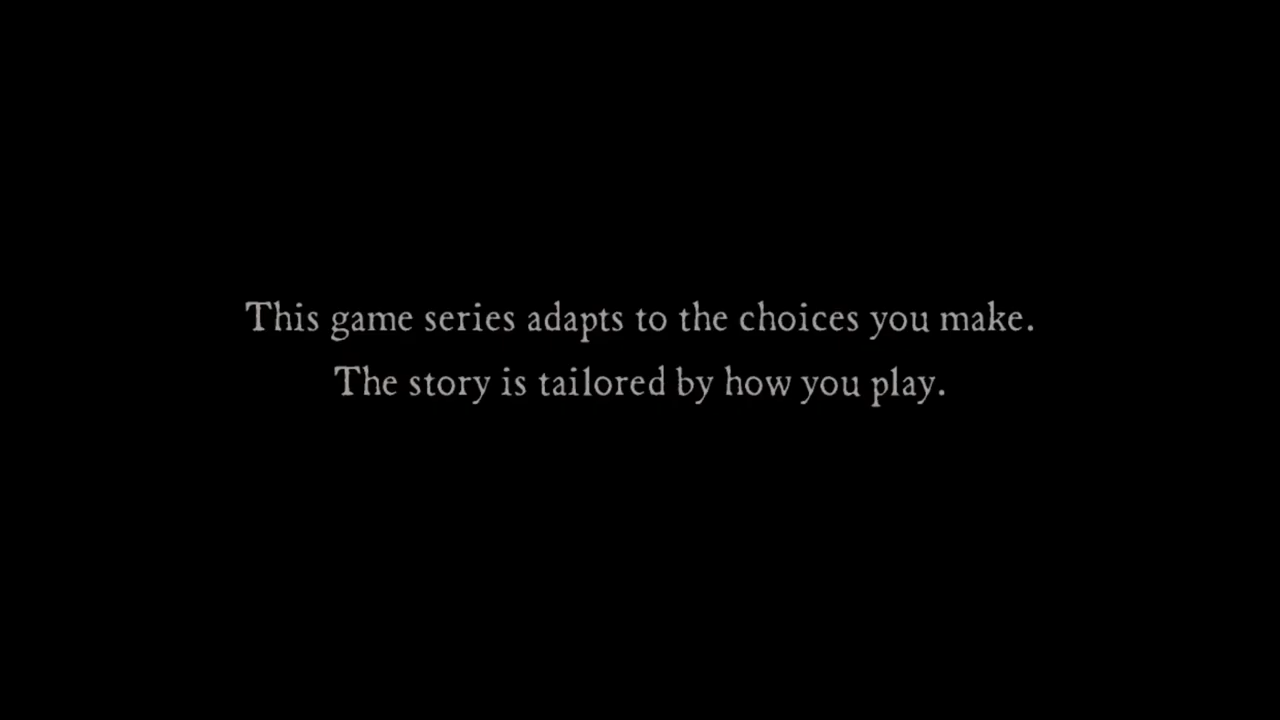 This game series adapts to the choices you make.
The story is tailored by how you play.